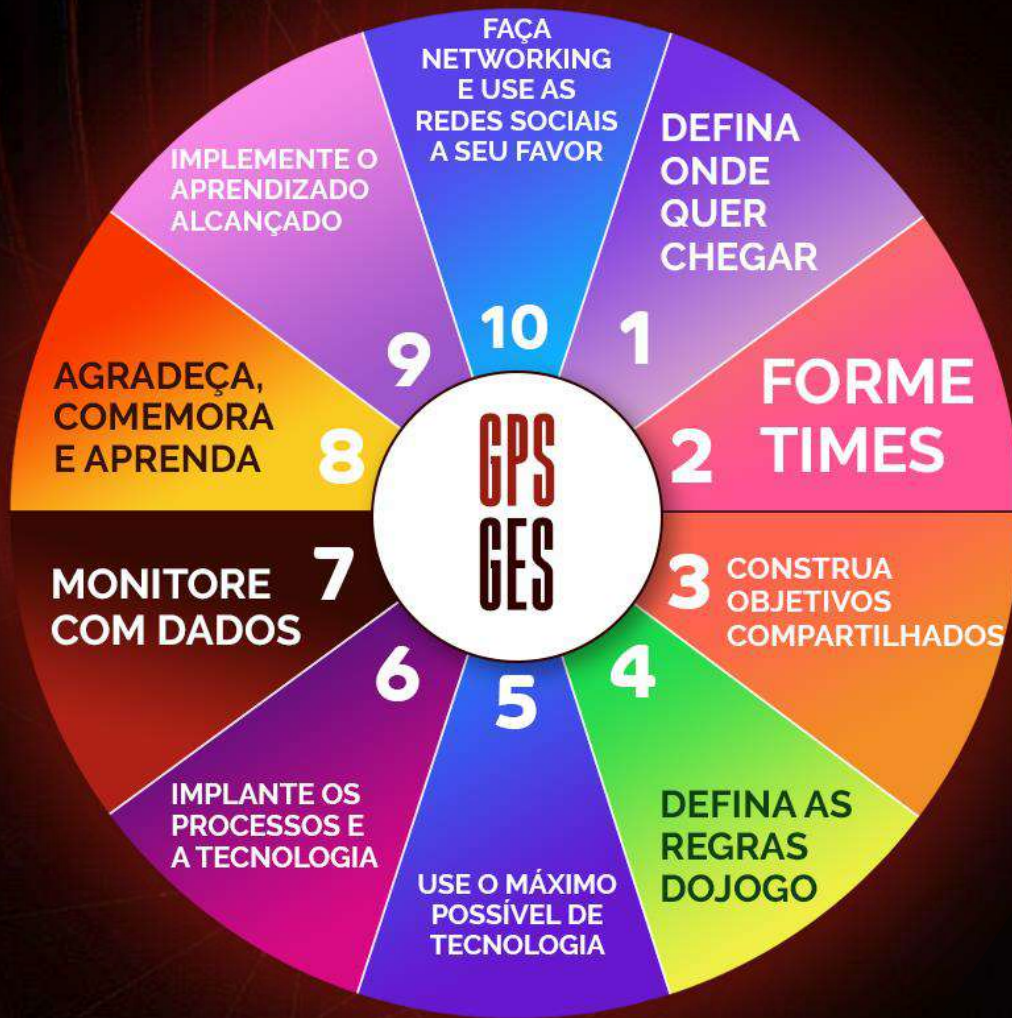 GPS
GES
1
DEFINA
ONDE
QUER
CHEGAR
2
FORME
TIMES
3
CONSTRUA
OBJETIVOS
COMPARTILHADOS
4
DEFINA AS
REGRAS
DOJOGO
5
USE O MÁXIMO
POSSÍVEL DE
TECNOLOGIA
6
IMPLANTE OS
PROCESSOS E
A TECNOLOGIA
7
MONITORE
COM DADOS
8
AGRADEÇA,
COMEMORA
E APRENDA
9
IMPLEMENTE O
APRENDIZADO
ALCANÇADO
10
FAÇA
NETWORKING
E USE AS
REDES SOCIAIS
A SEU FAVOR